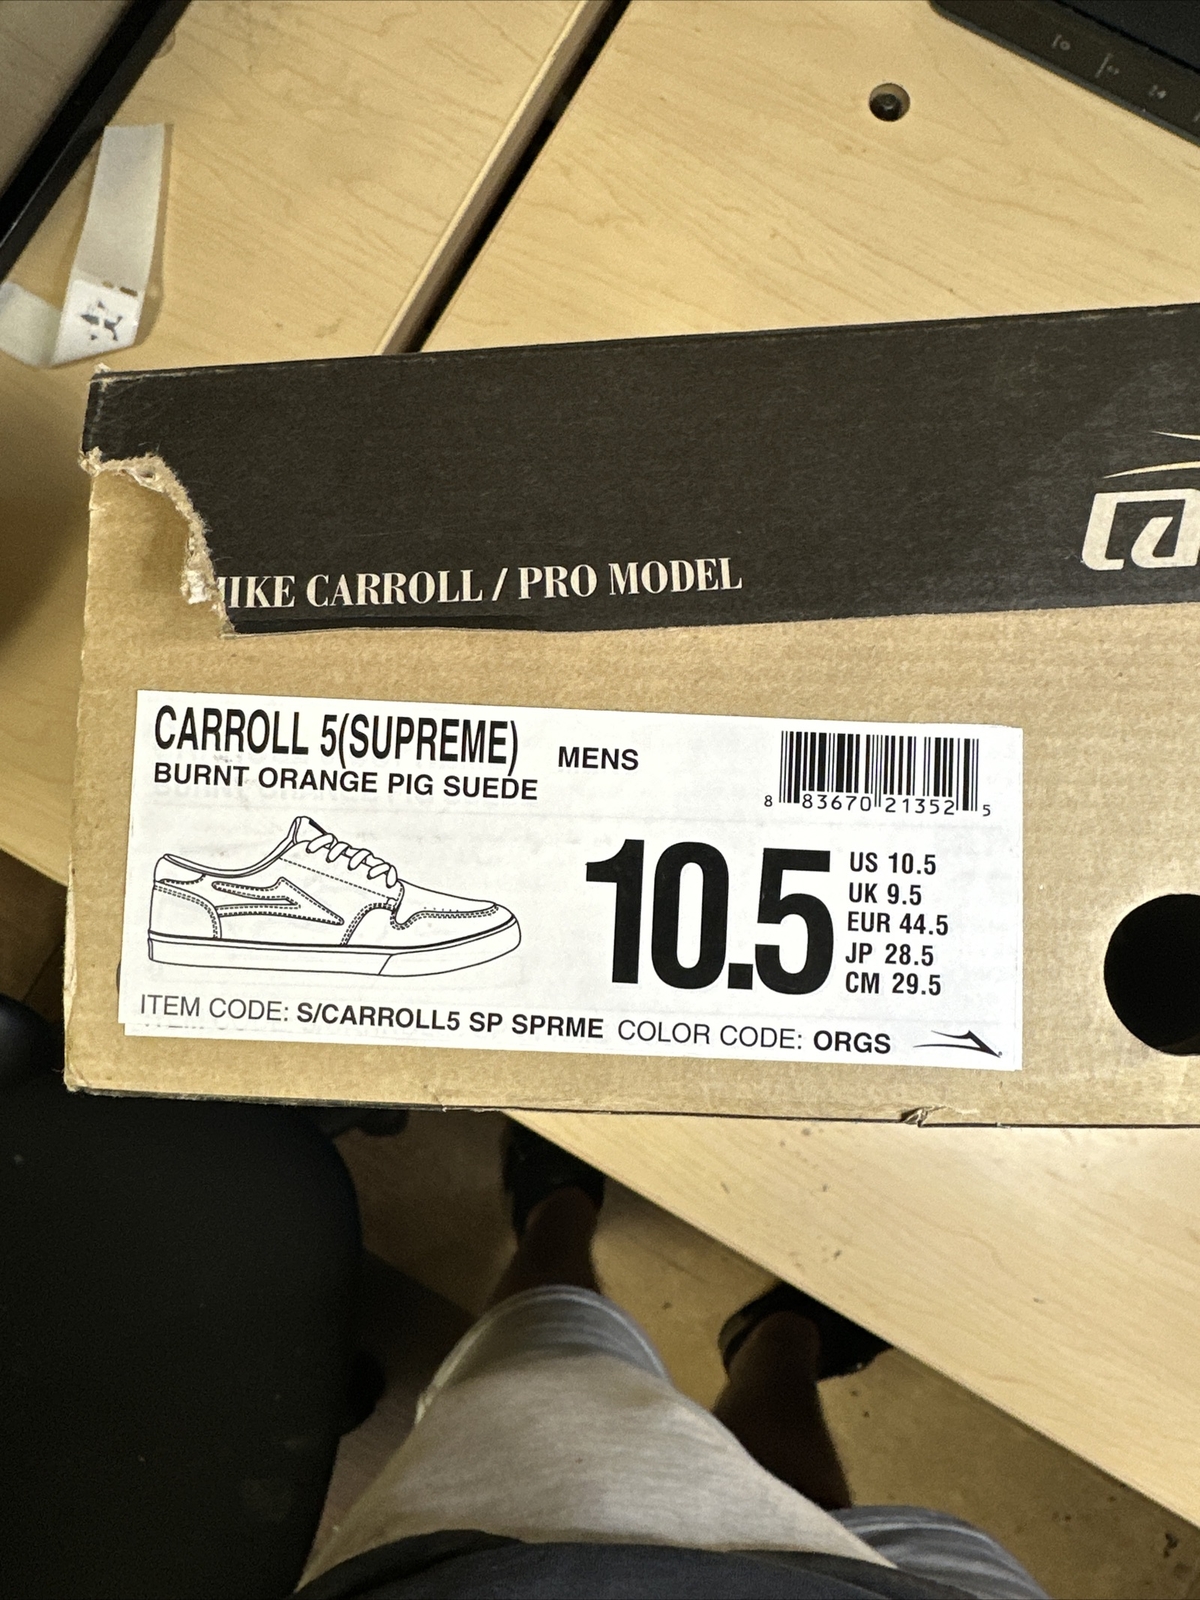 IKE CARROLL / PRO MODEL
CARROLL 5(SUPREME) MENS
BURNT ORANGE PIG SUEDE
8 83670 21352 5
10.5
US 10.5
UK 9.5
EUR 44.5
JP 28.5
CM 29.5
ITEM CODE: S/CARROLL5 SP SPRME COLOR CODE: ORGS